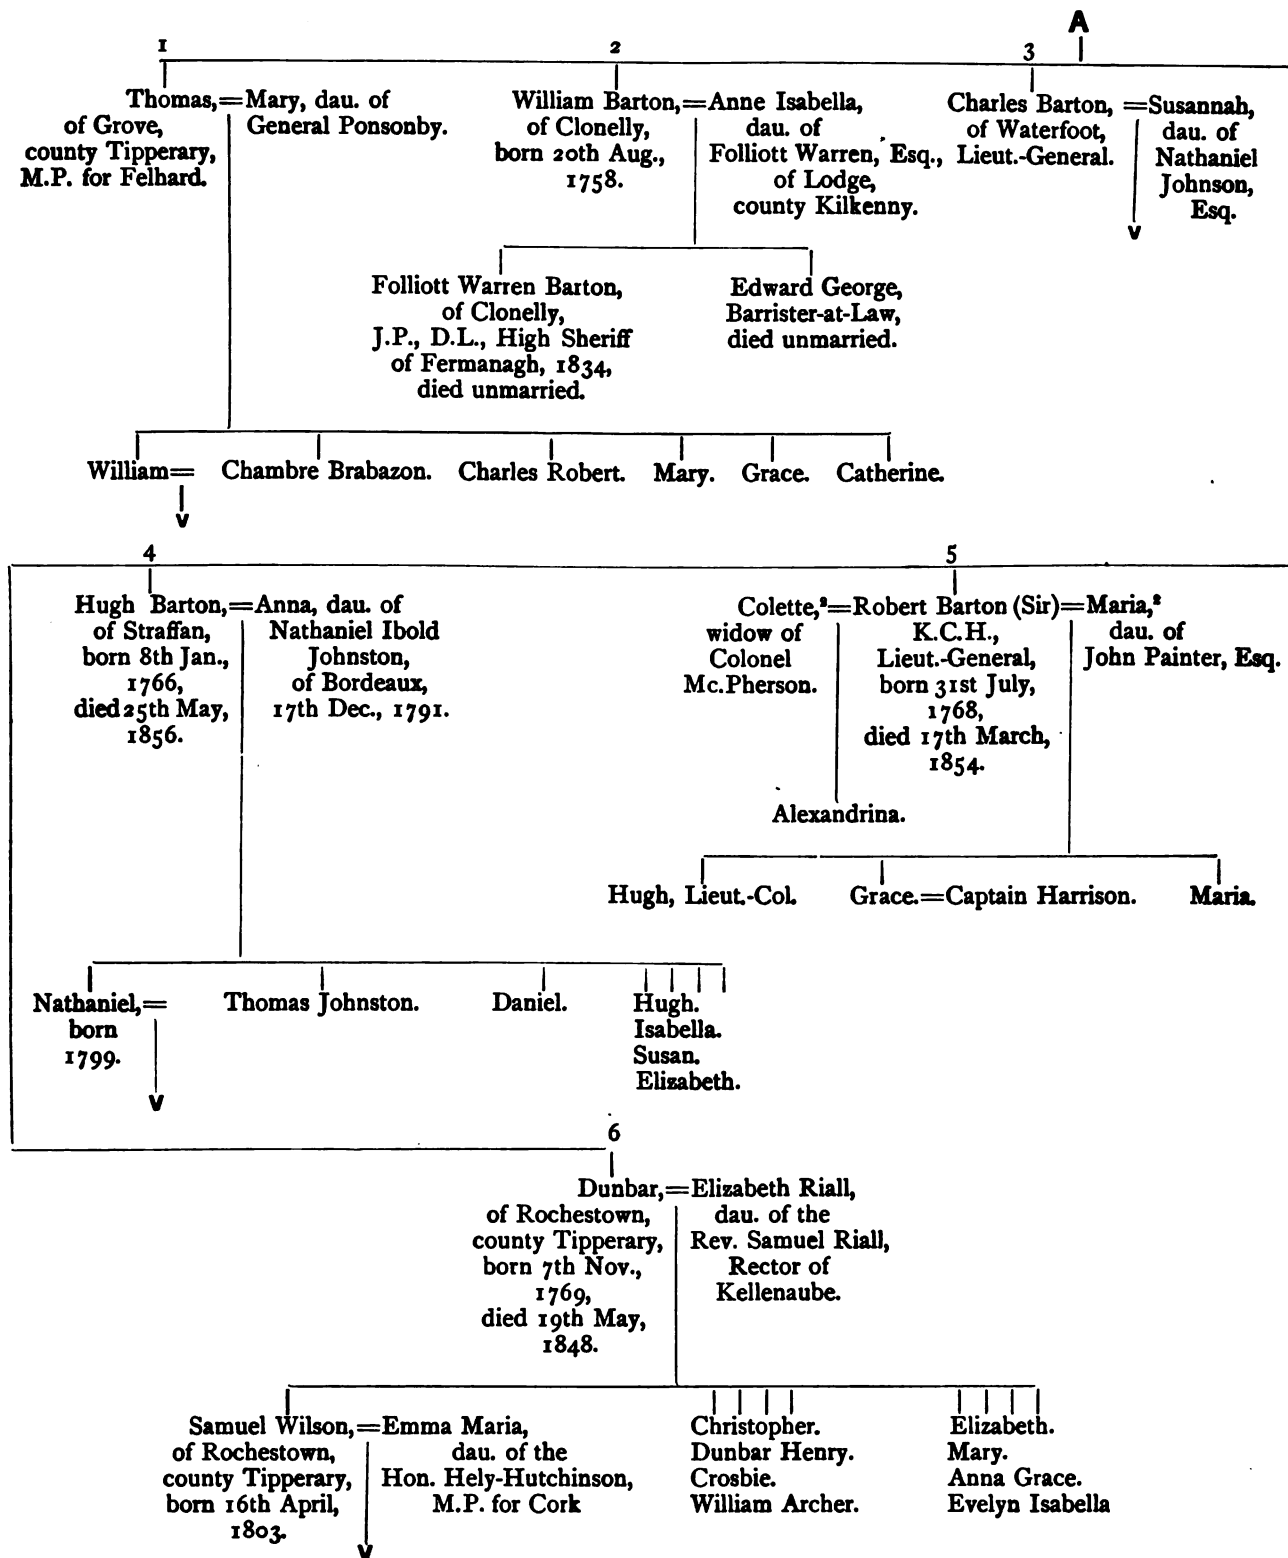 A
1 2 3
Thomas,=Mary, dau. of
of Grove, General Ponsonby.
county Tipperary,
M.P. for Felhard.
William Barton,=Anne Isabella,
of Clonelly, dau. of
born 20th Aug., Folliott Warren, Esq.,
1758. of Lodge,
county Kilkenny.
Charles Barton, =Susannah,
of Waterfoot, dau. of
Lieut.-General. Nathaniel
Johnson,
Esq.
v
Folliott Warren Barton,
of Clonelly,
J.P., D.L., High Sheriff
of Fermanagh, 1834,
died unmarried.
Edward George,
Barrister-at-Law,
died unmarried.
William= Chambre Brabazon. Charles Robert. Mary. Grace. Catherine.
v
4 5
Hugh Barton,=Anna, dau. of
of Straffan, Nathaniel Ibold
born 8th Jan., Johnston,
1766, of Bordeaux,
died 25th May, 17th Dec., 1791.
1856.
Colette,²=Robert Barton (Sir)=Maria,²
widow of K.C.H., dau. of
Colonel Lieut.-General, John Painter, Esq.
Mc.Pherson. born 31st July,
1768,
died 17th March,
1854.
Alexandrina.
Hugh, Lieut.-Col. Grace.=Captain Harrison. Maria.
Nathaniel,= Thomas Johnston. Daniel. Hugh.
born Isabella.
1799. Susan.
Elizabeth.
v
6
Dunbar,=Elizabeth Riall,
of Rochestown, dau. of the
county Tipperary, Rev. Samuel Riall,
born 7th Nov., Rector of
1769, Kellenaube.
died 19th May,
1848.
Samuel Wilson,=Emma Maria,
of Rochestown, dau. of the
county Tipperary, Hon. Hely-Hutchinson,
born 16th April, M.P. for Cork
1803.
v
Christopher.
Dunbar Henry.
Crosbie.
William Archer.
Elizabeth.
Mary.
Anna Grace.
Evelyn Isabella